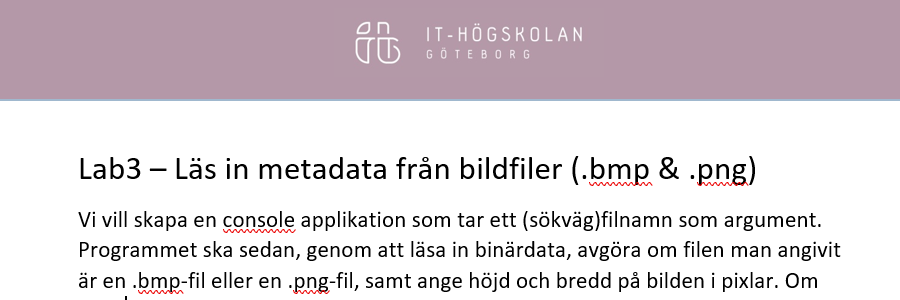 IT-HÖGSKOLAN
GÖTEBORG
Lab3 – Läs in metadata från bildfiler (.bmp & .png)
Vi vill skapa en console applikation som tar ett (sökväg)filnamn som argument.
Programmet ska sedan, genom att läsa in binärdata, avgöra om filen man angivit
är en .bmp-fil eller en .png-fil, samt ange höjd och bredd på bilden i pixlar. Om